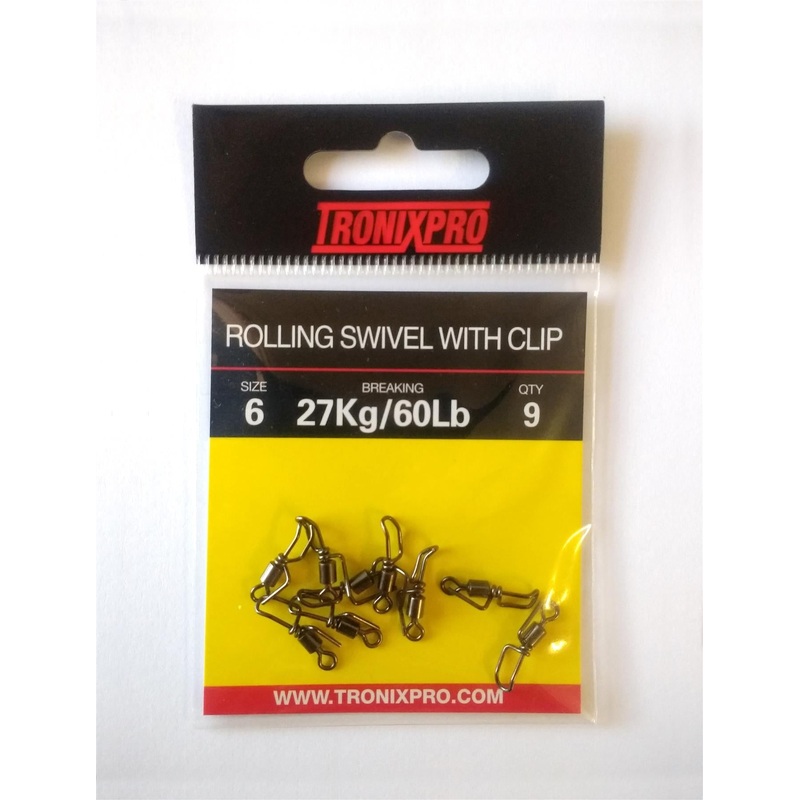 TRONIXPRO
ROLLING SWIVEL WITH CLIP
SIZE BREAKING QTY
6 27Kg/60Lb 9
WWW.TRONIXPRO.COM